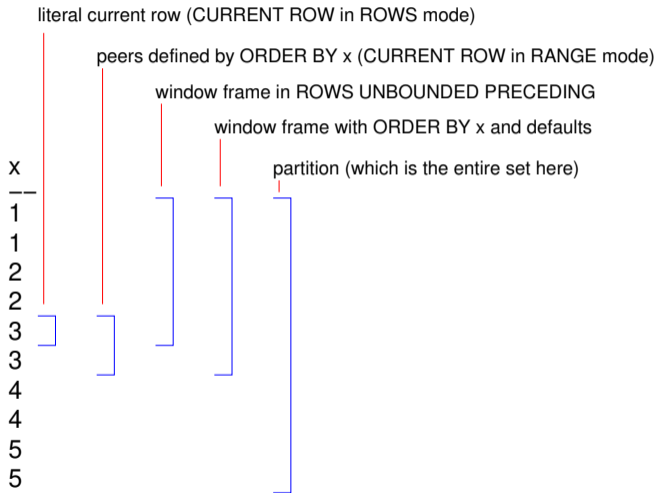 literal current row (CURRENT ROW in ROWS mode)
peers defined by ORDER BY x (CURRENT ROW in RANGE mode)
window frame in ROWS UNBOUNDED PRECEDING
window frame with ORDER BY x and defaults
partition (which is the entire set here)
x
--
1
1
2
2
3
3
4
4
5
5